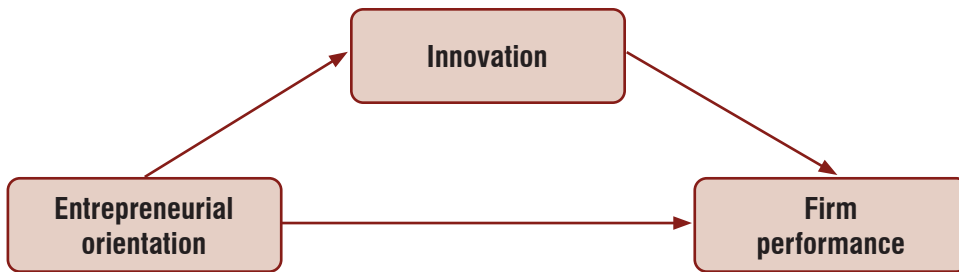 Innovation
Entrepreneurial
orientation
Firm
performance